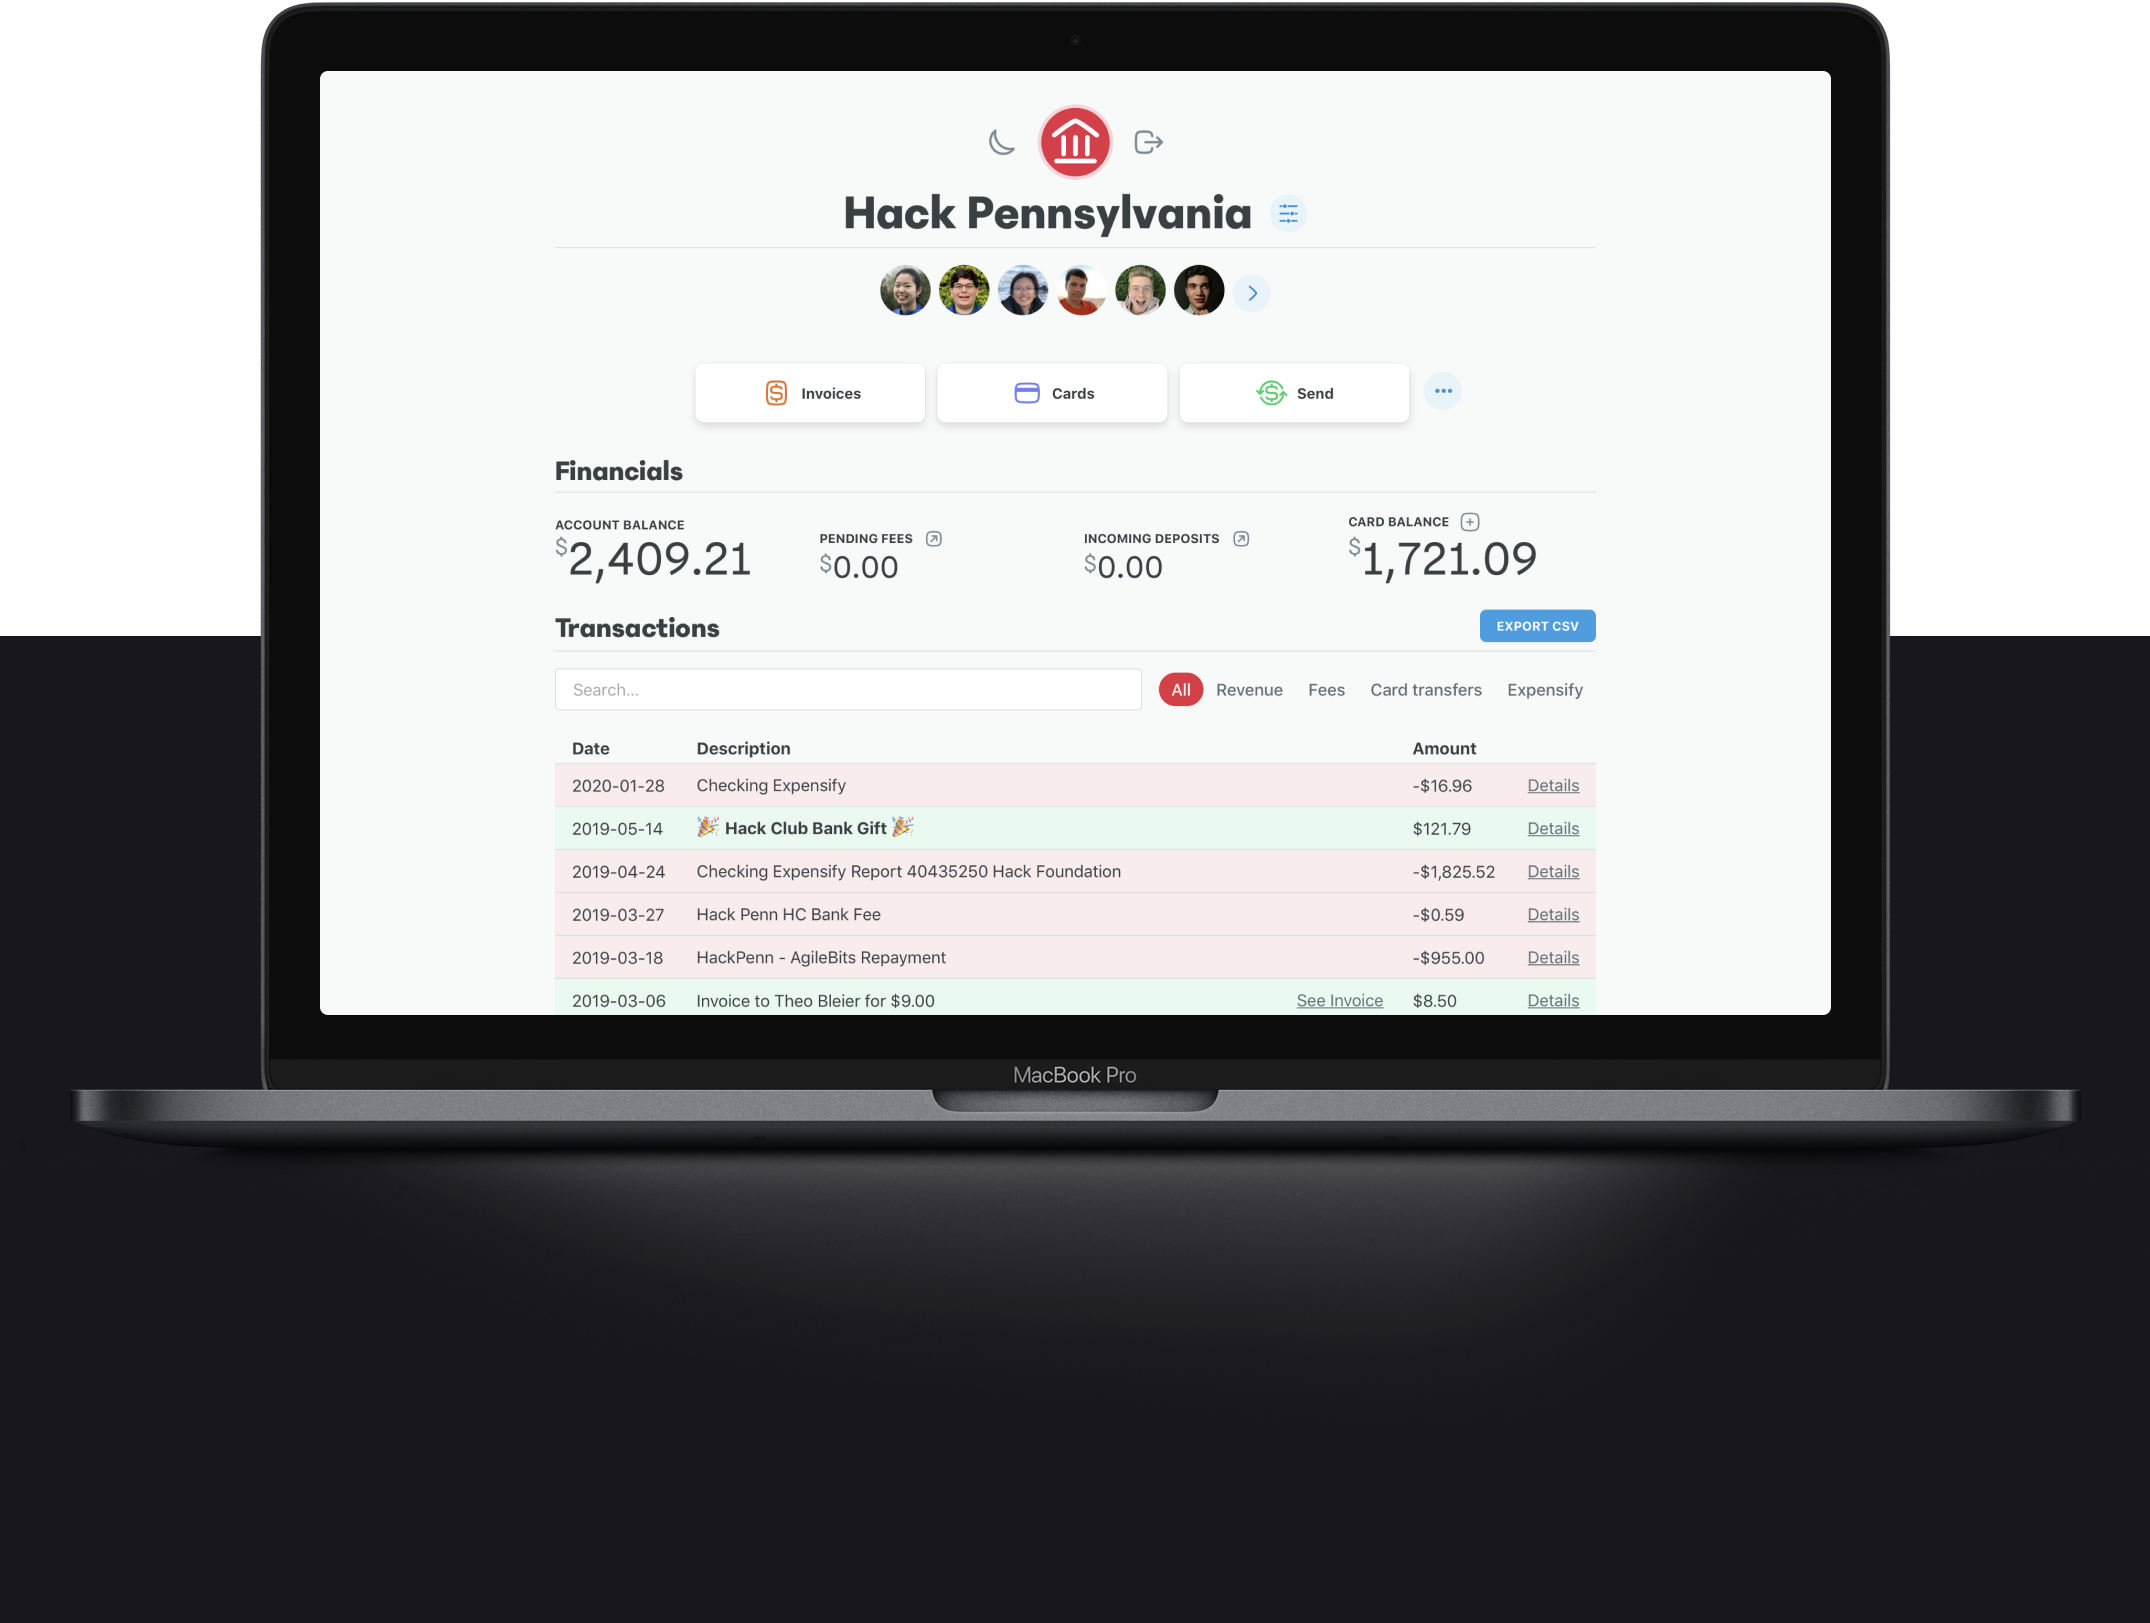 Hack Pennsylvania
Invoices
Cards
Send
Financials
ACCOUNT BALANCE
$2,409.21
PENDING FEES
$0.00
INCOMING DEPOSITS
$0.00
CARD BALANCE
$1,721.09
Transactions
EXPORT CSV
Search...
All Revenue Fees Card transfers Expensify
Date Description Amount
2020-01-28 Checking Expensify -$16.96 Details
2019-05-14 🎉 Hack Club Bank Gift 🎉 $121.79 Details
2019-04-24 Checking Expensify Report 40435250 Hack Foundation -$1,825.52 Details
2019-03-27 Hack Penn HC Bank Fee -$0.59 Details
2019-03-18 HackPenn - AgileBits Repayment -$955.00 Details
2019-03-06 Invoice to Theo Bleier for $9.00 See Invoice $8.50 Details
MacBook Pro